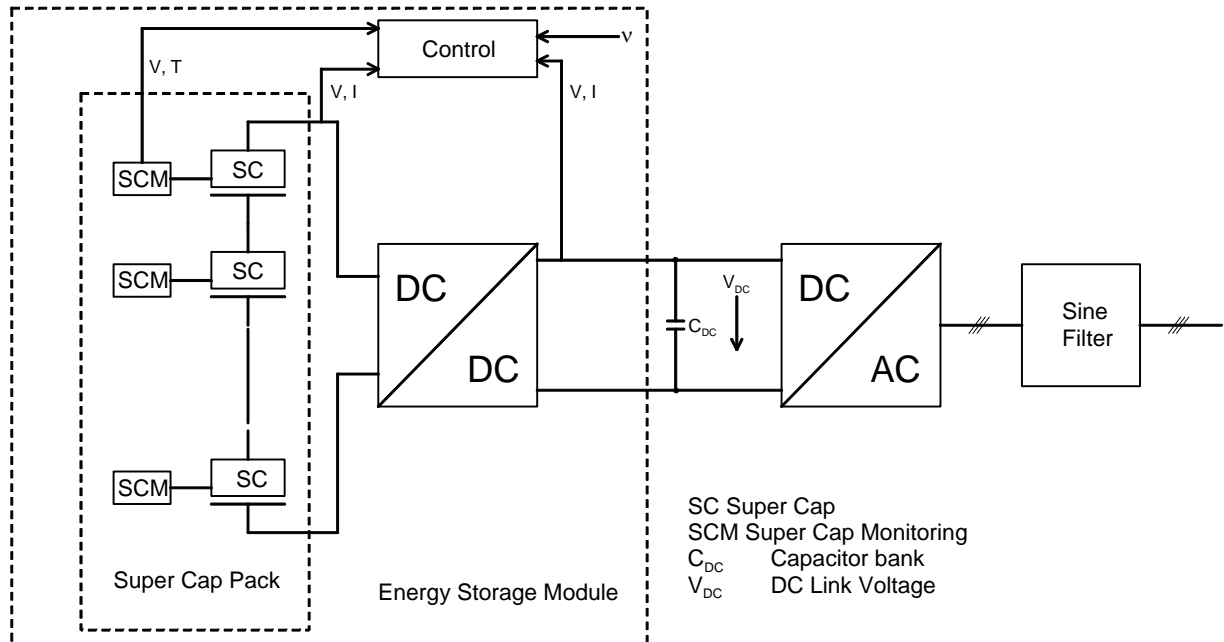 Control
ν
V, T
V, I
V, I
SCM
SC
SCM
SC
DC
DC
C_DC
V_DC
DC
AC
Sine
Filter
SCM
SC
SC Super Cap
SCM Super Cap Monitoring
C_DC Capacitor bank
V_DC DC Link Voltage
Super Cap Pack
Energy Storage Module